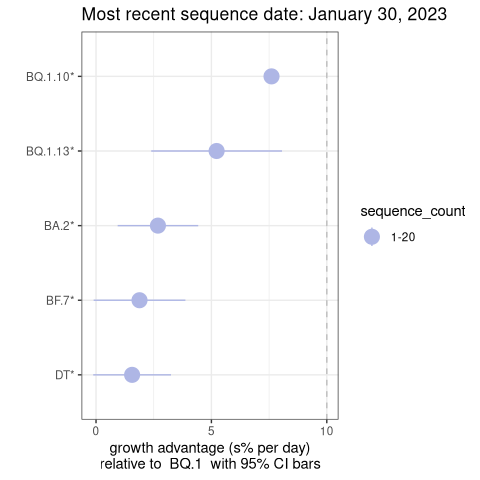 Most recent sequence date: January 30, 2023
BQ.1.10*
BQ.1.13*
BA.2*
BF.7*
DT*
0 5 10
growth advantage (s% per day)
relative to BQ.1 with 95% CI bars
sequence_count
1-20